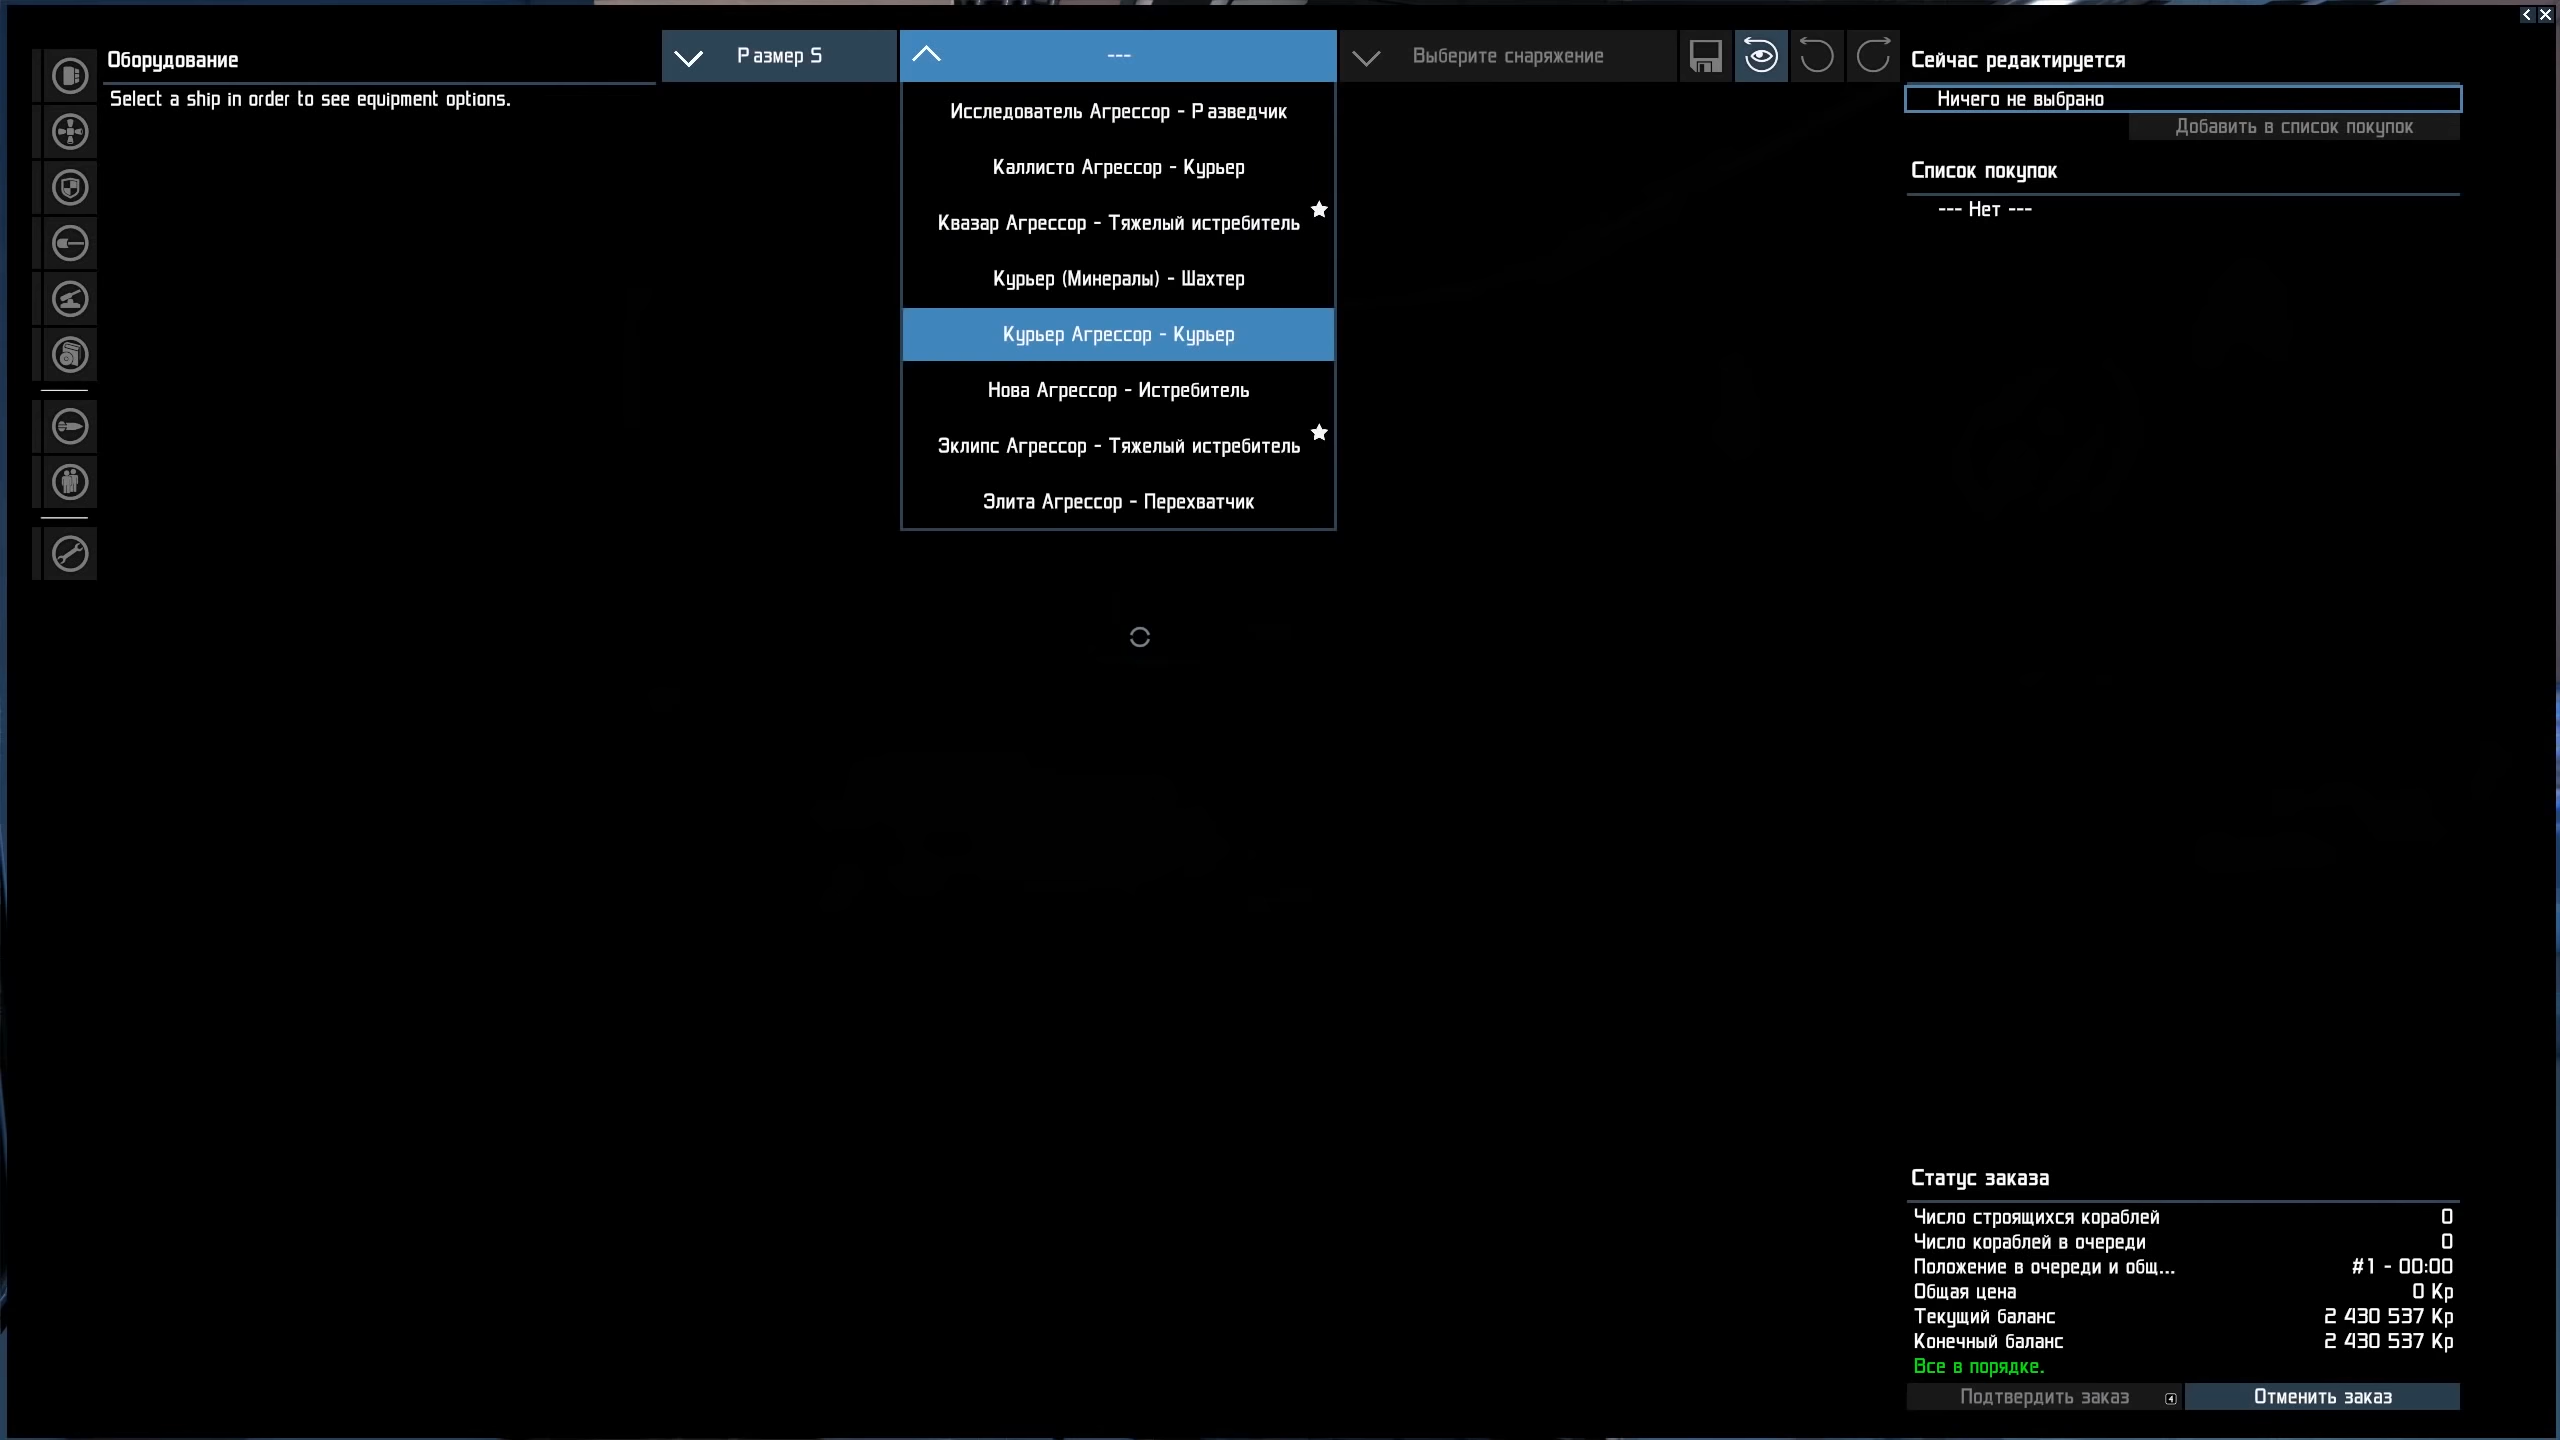 Оборудование
Select a ship in order to see equipment options.
Размер S
---
Выберите снаряжение
Исследователь Агрессор - Разведчик
Каллисто Агрессор - Курьер
Квазар Агрессор - Тяжелый истребитель
Курьер (Минералы) - Шахтер
Курьер Агрессор - Курьер
Нова Агрессор - Истребитель
Эклипс Агрессор - Тяжелый истребитель
Элита Агрессор - Перехватчик
Сейчас редактируется
Ничего не выбрано
Добавить в список покупок
Список покупок
--- Нет ---
Статус заказа
Число строящихся кораблей 0
Число кораблей в очереди 0
Положение в очереди и общ... #1 - 00:00
Общая цена 0 Кр
Текущий баланс 2 430 537 Кр
Конечный баланс 2 430 537 Кр
Все в порядке.
Подтвердить заказ
Отменить заказ